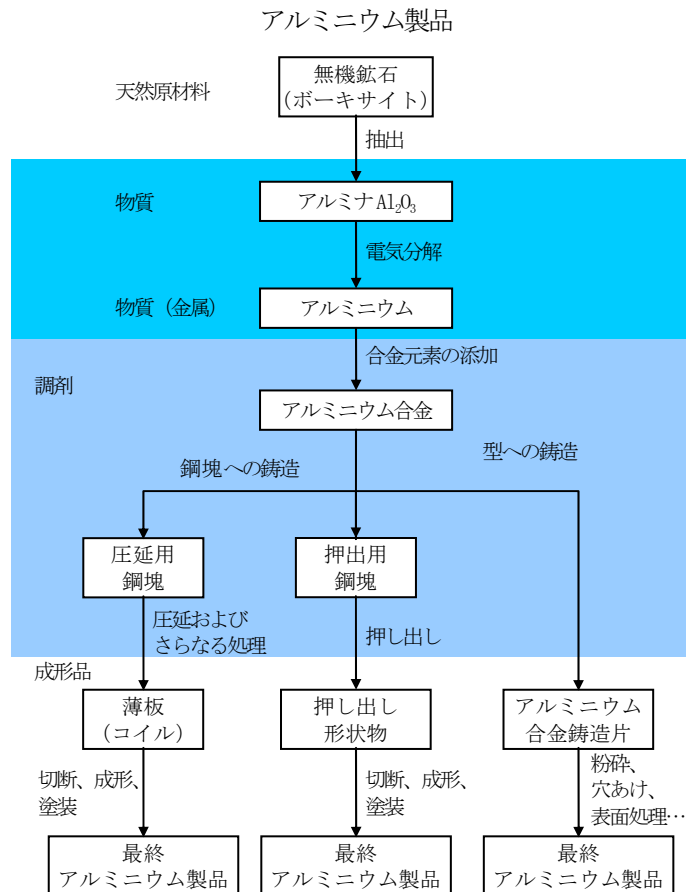 アルミニウム製品
天然原材料
無機鉱石
（ボーキサイト）
抽出
物質
アルミナ Al₂O₃
電気分解
物質（金属）
アルミニウム
合金元素の添加
調剤
アルミニウム合金
鋼塊への鋳造
型への鋳造
圧延用
鋼塊
押出用
鋼塊
圧延および
さらなる処理
押し出し
成形品
薄板
（コイル）
押し出し
形状物
アルミニウム
合金鋳造片
切断、成形、
塗装
切断、成形、
塗装
粉砕、
穴あけ、
表面処理…
最終
アルミニウム製品
最終
アルミニウム製品
最終
アルミニウム製品